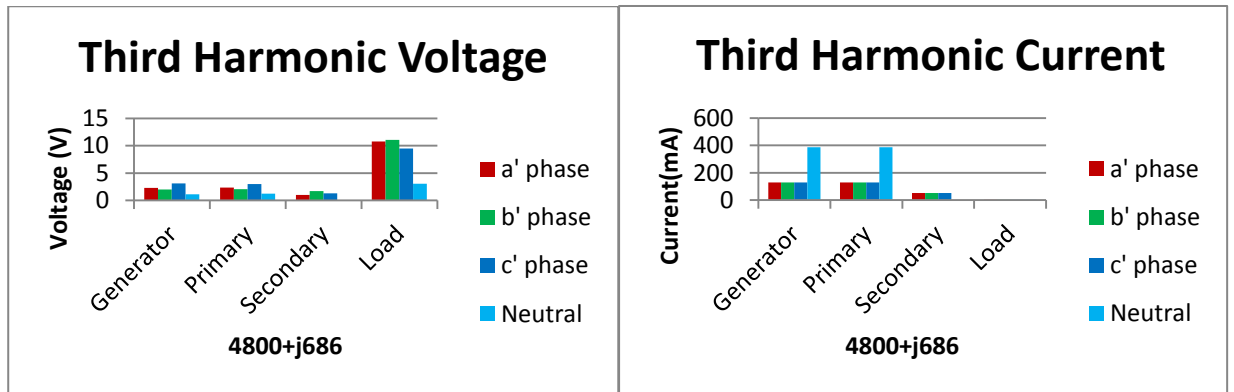 Third Harmonic Voltage
Voltage (V)
15
10
5
0
Generator
Primary
Secondary
Load
4800+j686
a' phase
b' phase
c' phase
Neutral
Third Harmonic Current
Current(mA)
600
400
200
0
Generator
Primary
Secondary
Load
4800+j686
a' phase
b' phase
c' phase
Neutral